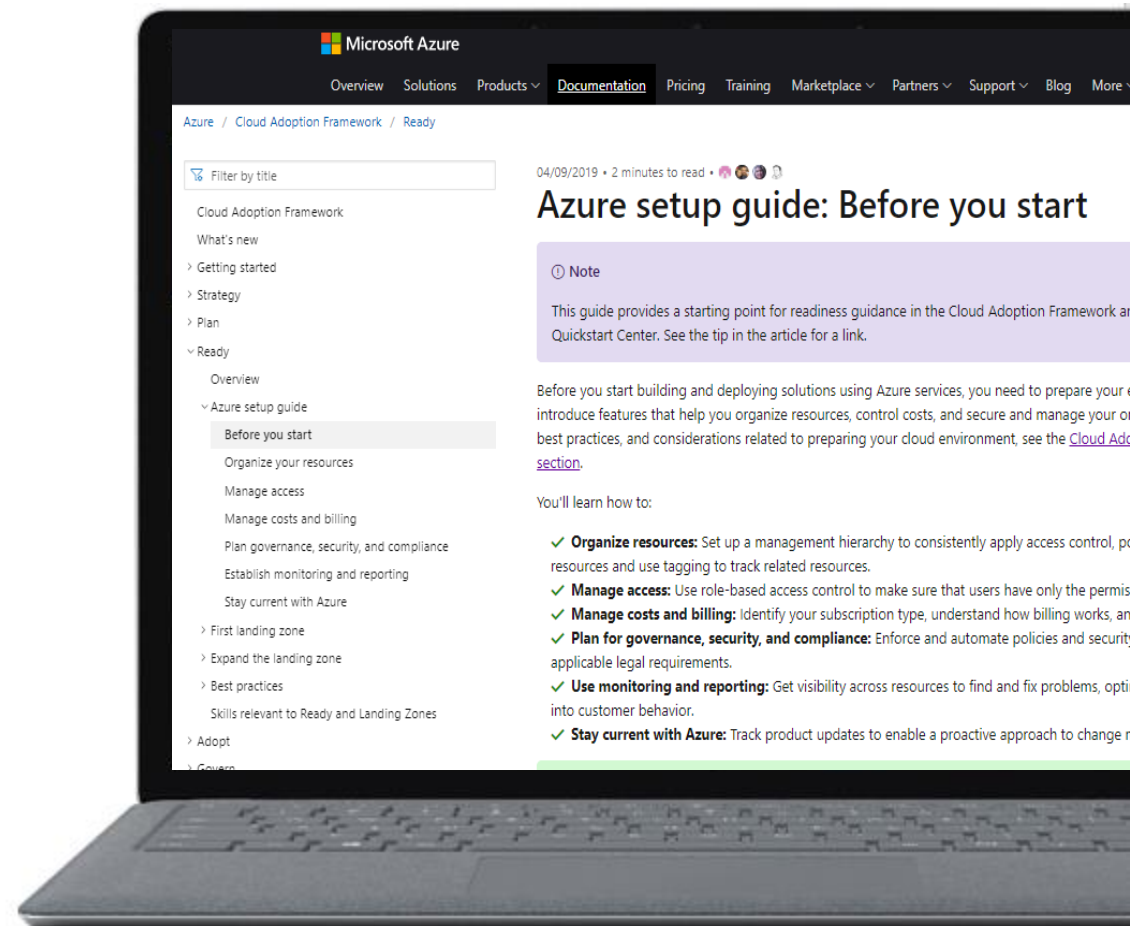 Microsoft Azure
Overview Solutions Products Documentation Pricing Training Marketplace Partners Support Blog More
Azure / Cloud Adoption Framework / Ready
Filter by title
Cloud Adoption Framework
What's new
Getting started
Strategy
Plan
Ready
Overview
Azure setup guide
Before you start
Organize your resources
Manage access
Manage costs and billing
Plan governance, security, and compliance
Establish monitoring and reporting
Stay current with Azure
First landing zone
Expand the landing zone
Best practices
Skills relevant to Ready and Landing Zones
Adopt
Govern
04/09/2019 • 2 minutes to read •
Azure setup guide: Before you start
Note
This guide provides a starting point for readiness guidance in the Cloud Adoption Framework
Quickstart Center. See the tip in the article for a link.
Before you start building and deploying solutions using Azure services, you need to prepare your
introduce features that help you organize resources, control costs, and secure and manage your
best practices, and considerations related to preparing your cloud environment, see the Cloud
section.
You'll learn how to:
✓ Organize resources: Set up a management hierarchy to consistently apply access control,
resources and use tagging to track related resources.
✓ Manage access: Use role-based access control to make sure that users have only the
✓ Manage costs and billing: Identify your subscription type, understand how billing works,
✓ Plan for governance, security, and compliance: Enforce and automate policies and security
applicable legal requirements.
✓ Use monitoring and reporting: Get visibility across resources to find and fix problems,
into customer behavior.
✓ Stay current with Azure: Track product updates to enable a proactive approach to change